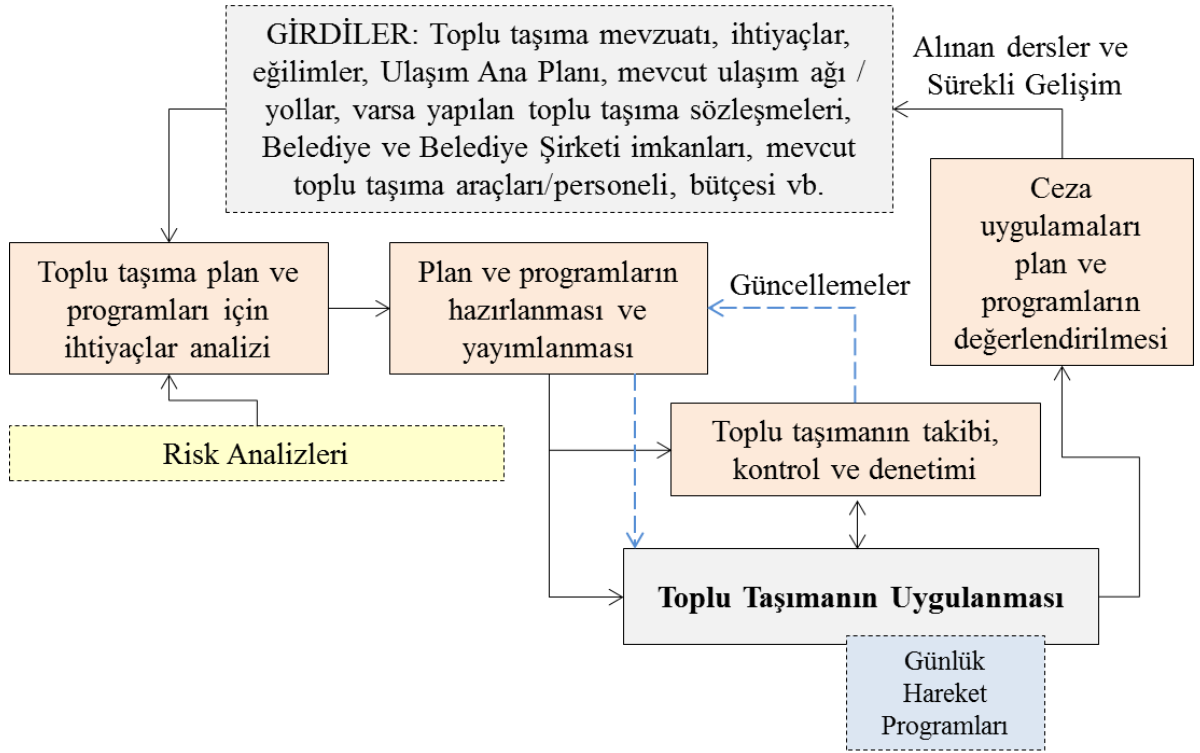 GİRDİLER: Toplu taşıma mevzuatı, ihtiyaçlar,
eğilimler, Ulaşım Ana Planı, mevcut ulaşım ağı /
yollar, varsa yapılan toplu taşıma sözleşmeleri,
Belediye ve Belediye Şirketi imkanları, mevcut
toplu taşıma araçları/personeli, bütçesi vb.
Alınan dersler ve
Sürekli Gelişim
Toplu taşıma plan ve
programları için
ihtiyaçlar analizi
Plan ve programların
hazırlanması ve
yayımlanması
Güncellemeler
Ceza
uygulamaları
plan ve
programların
değerlendirilmesi
Risk Analizleri
Toplu taşımanın takibi,
kontrol ve denetimi
Toplu Taşımanın Uygulanması
Günlük
Hareket
Programları